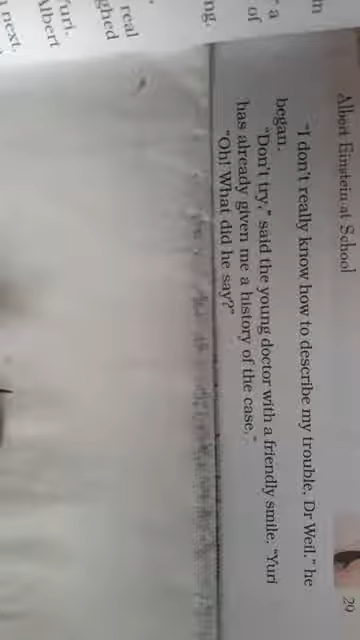 Albert Einstein at School
29
"I don't really know how to describe my trouble, Dr Weil," he
began.
"Don't try," said the young doctor with a friendly smile. "Yuri
has already given me a history of the case."
"Oh! What did he say?"
a
of
ng.
real
ghed
Yuri.
Albert
next.